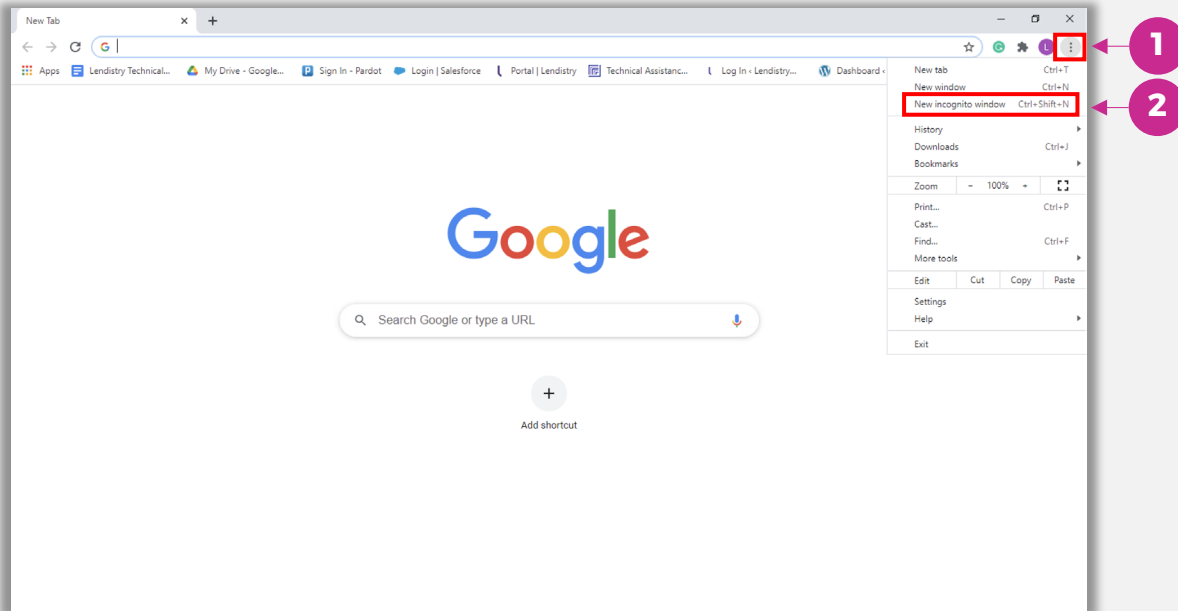 New Tab
1
Apps Lendistry Technical... My Drive - Google... Sign In - Pardot Login | Salesforce Portal | Lendistry Technical Assistanc... Log In ‹ Lendistry... Dashboard ‹
New tab Ctrl+T
New window Ctrl+N
New incognito window Ctrl+Shift+N
2
History
Downloads Ctrl+J
Bookmarks
Zoom - 100% +
Print... Ctrl+P
Cast...
Find... Ctrl+F
More tools
Edit Cut Copy Paste
Settings
Help
Exit
Google
Search Google or type a URL
Add shortcut